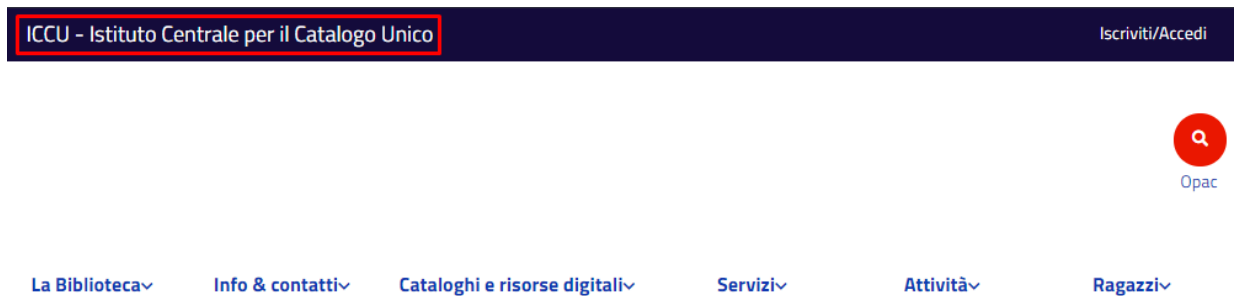 ICCU - Istituto Centrale per il Catalogo Unico Iscriviti/Accedi
Opac
La Biblioteca Info & contatti Cataloghi e risorse digitali Servizi Attività Ragazzi